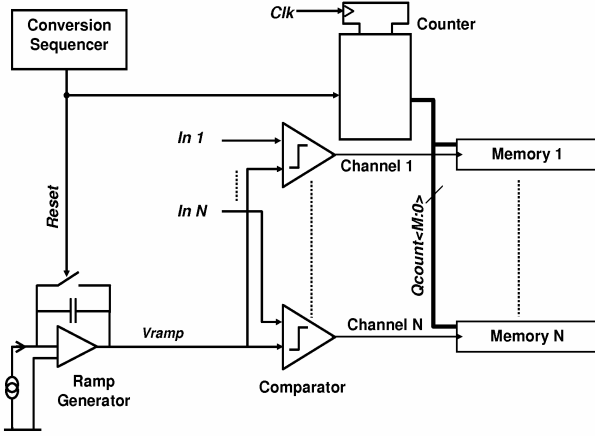 Conversion
Sequencer
Clk
Counter
In 1
Channel 1
Memory 1
In N
Reset
Qcount<M:0>
Vramp
Channel N
Memory N
Ramp
Generator
Comparator